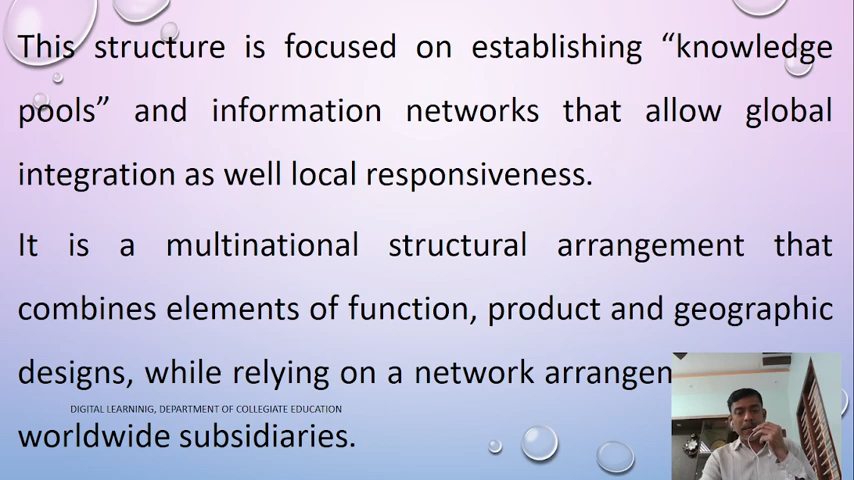 This structure is focused on establishing “knowledge
pools” and information networks that allow global
integration as well local responsiveness.
It is a multinational structural arrangement that
combines elements of function, product and geographic
designs, while relying on a network
DIGITAL LEARNINIG, DEPARTMENT OF COLLEGIATE EDUCATION
worldwide subsidiaries.